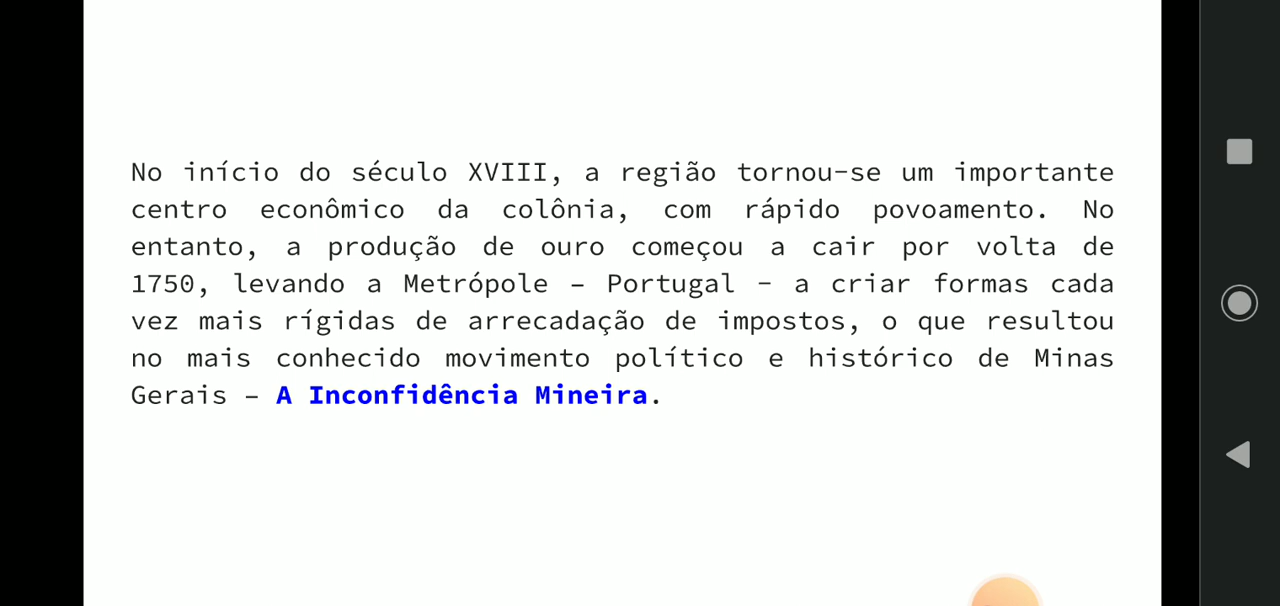 No início do século XVIII, a região tornou-se um importante
centro econômico da colônia, com rápido povoamento. No
entanto, a produção de ouro começou a cair por volta de
1750, levando a Metrópole – Portugal - a criar formas cada
vez mais rígidas de arrecadação de impostos, o que resultou
no mais conhecido movimento político e histórico de Minas
Gerais – A Inconfidência Mineira.